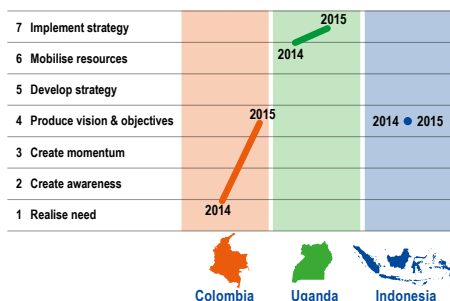 7 Implement strategy
2015
2014
6 Mobilise resources
5 Develop strategy
2015
4 Produce vision & objectives
2014 2015
3 Create momentum
2 Create awareness
2014
1 Realise need
Colombia Uganda Indonesia